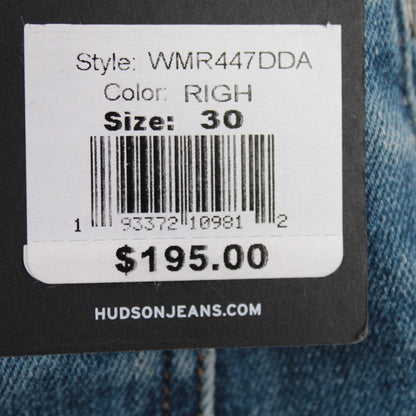 Style: WMR447DDA
Color: RIGH
Size: 30
1 93372 10981 2
$195.00
HUDSONJEANS.COM